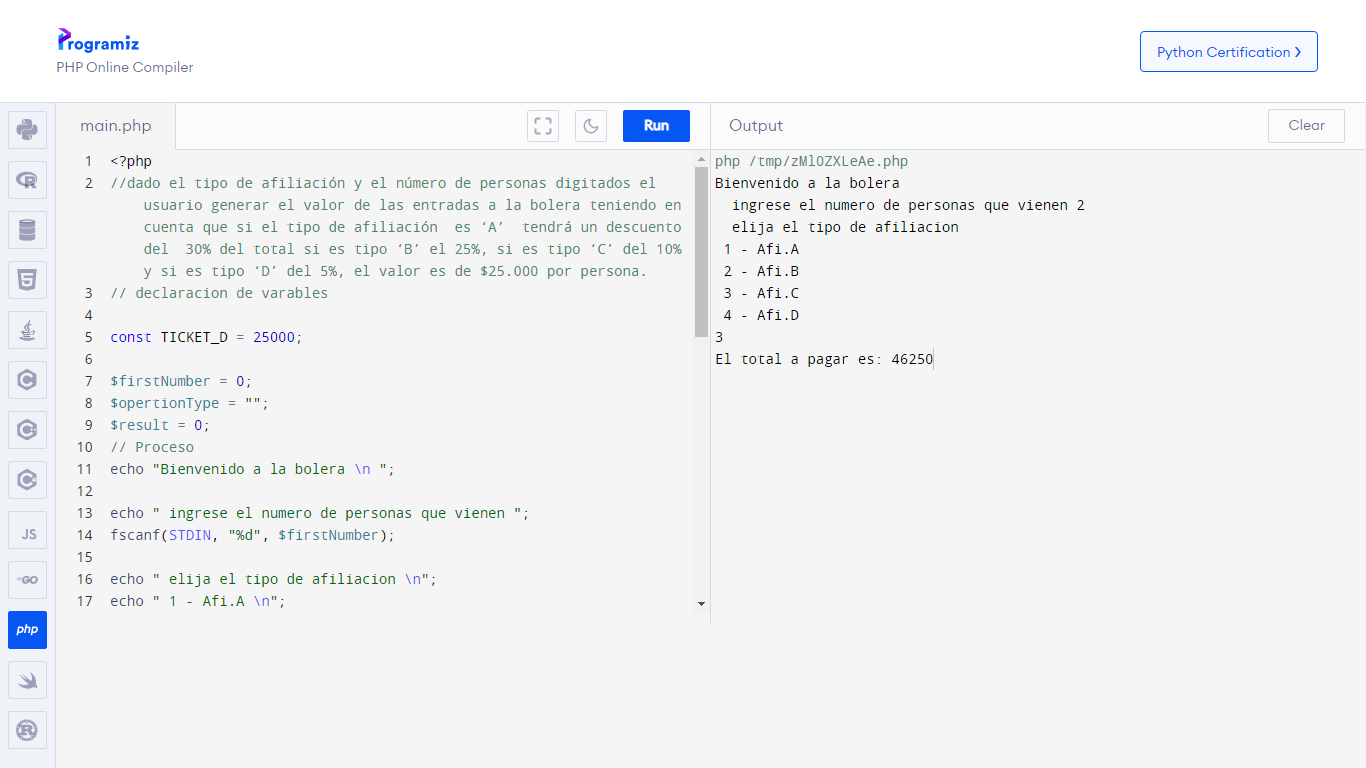 Programiz
PHP Online Compiler
Python Certification
main.php
Run
Output
Clear
1 <?php
2 //dado el tipo de afiliación y el número de personas digitados el
usuario generar el valor de las entradas a la bolera teniendo en
cuenta que si el tipo de afiliación  es ‘A’  tendrá un descuento
del  30% del total si es tipo ‘B’ el 25%, si es tipo ‘C’ del 10%
y si es tipo ‘D’ del 5%, el valor es de $25.000 por persona.
3 // declaracion de varables
4
5 const TICKET_D = 25000;
6
7 $firstNumber = 0;
8 $opertionType = "";
9 $result = 0;
10 // Proceso
11 echo "Bienvenido a la bolera \n ";
12
13 echo " ingrese el numero de personas que vienen ";
14 fscanf(STDIN, "%d", $firstNumber);
15
16 echo " elija el tipo de afiliacion \n";
17 echo " 1 - Afi.A \n";
php /tmp/zMl0ZXLeAe.php
Bienvenido a la bolera
ingrese el numero de personas que vienen 2
elija el tipo de afiliacion
1 - Afi.A
2 - Afi.B
3 - Afi.C
4 - Afi.D
3
El total a pagar es: 46250
R
5
C
C
C
JS
GO
php
R